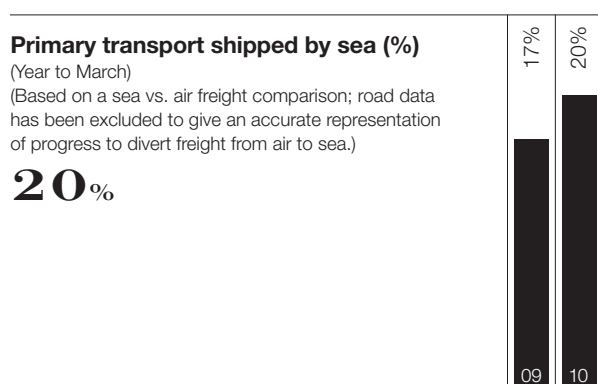 Primary transport shipped by sea (%)
(Year to March)
(Based on a sea vs. air freight comparison; road data
has been excluded to give an accurate representation
of progress to divert freight from air to sea.)
20%
17%
20%
09
10